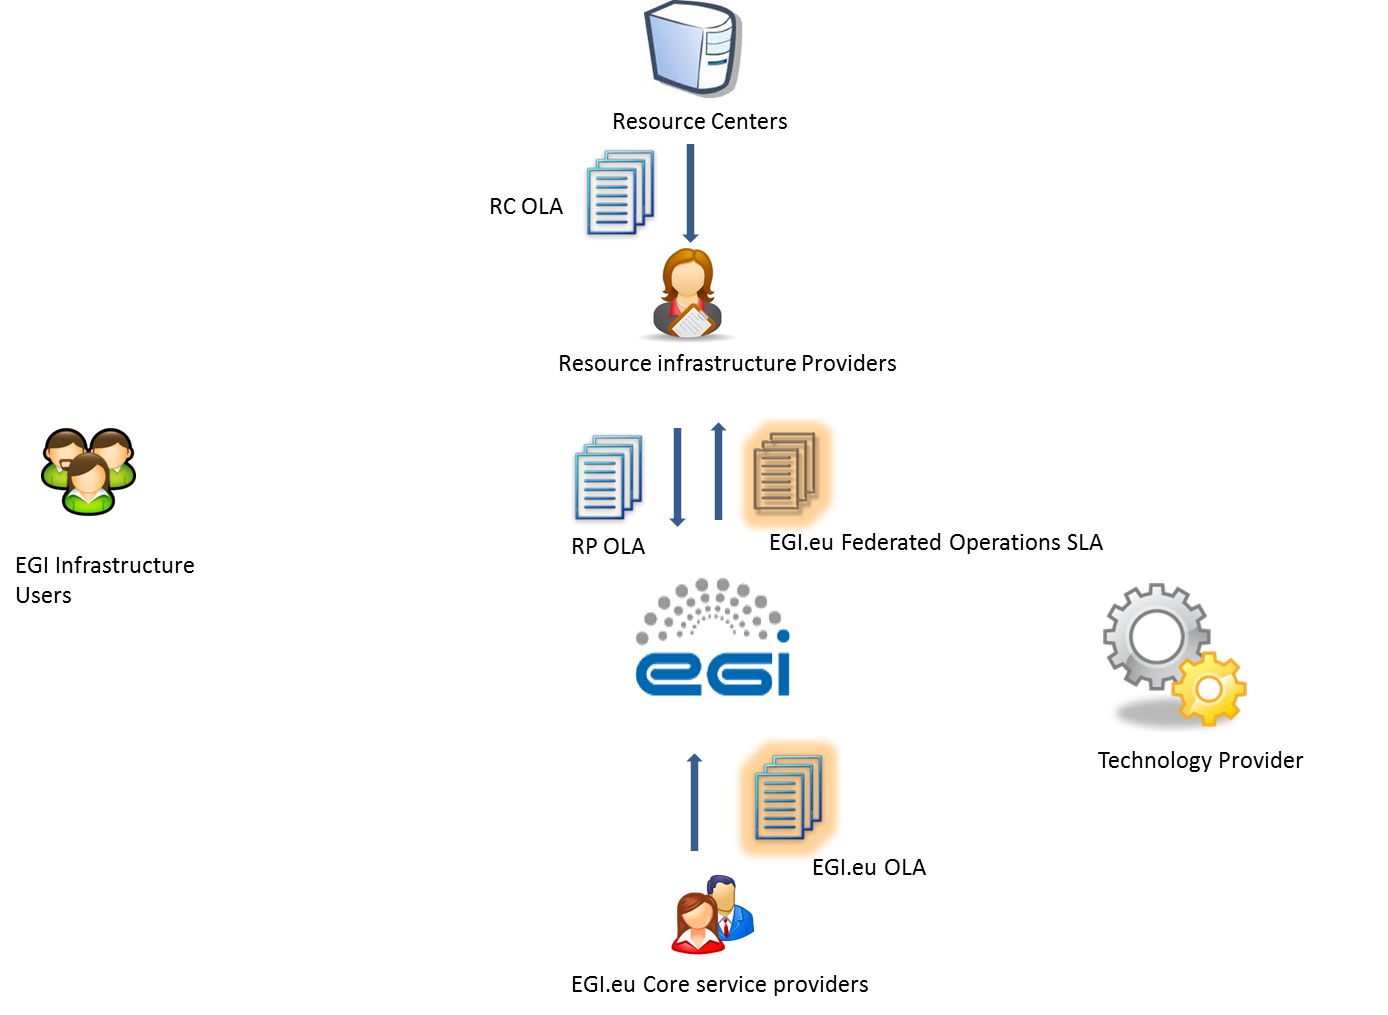 Resource Centers
RC OLA
Resource infrastructure Providers
RP OLA
EGI.eu Federated Operations SLA
EGI Infrastructure
Users
egi
Technology Provider
EGI.eu OLA
EGI.eu Core service providers